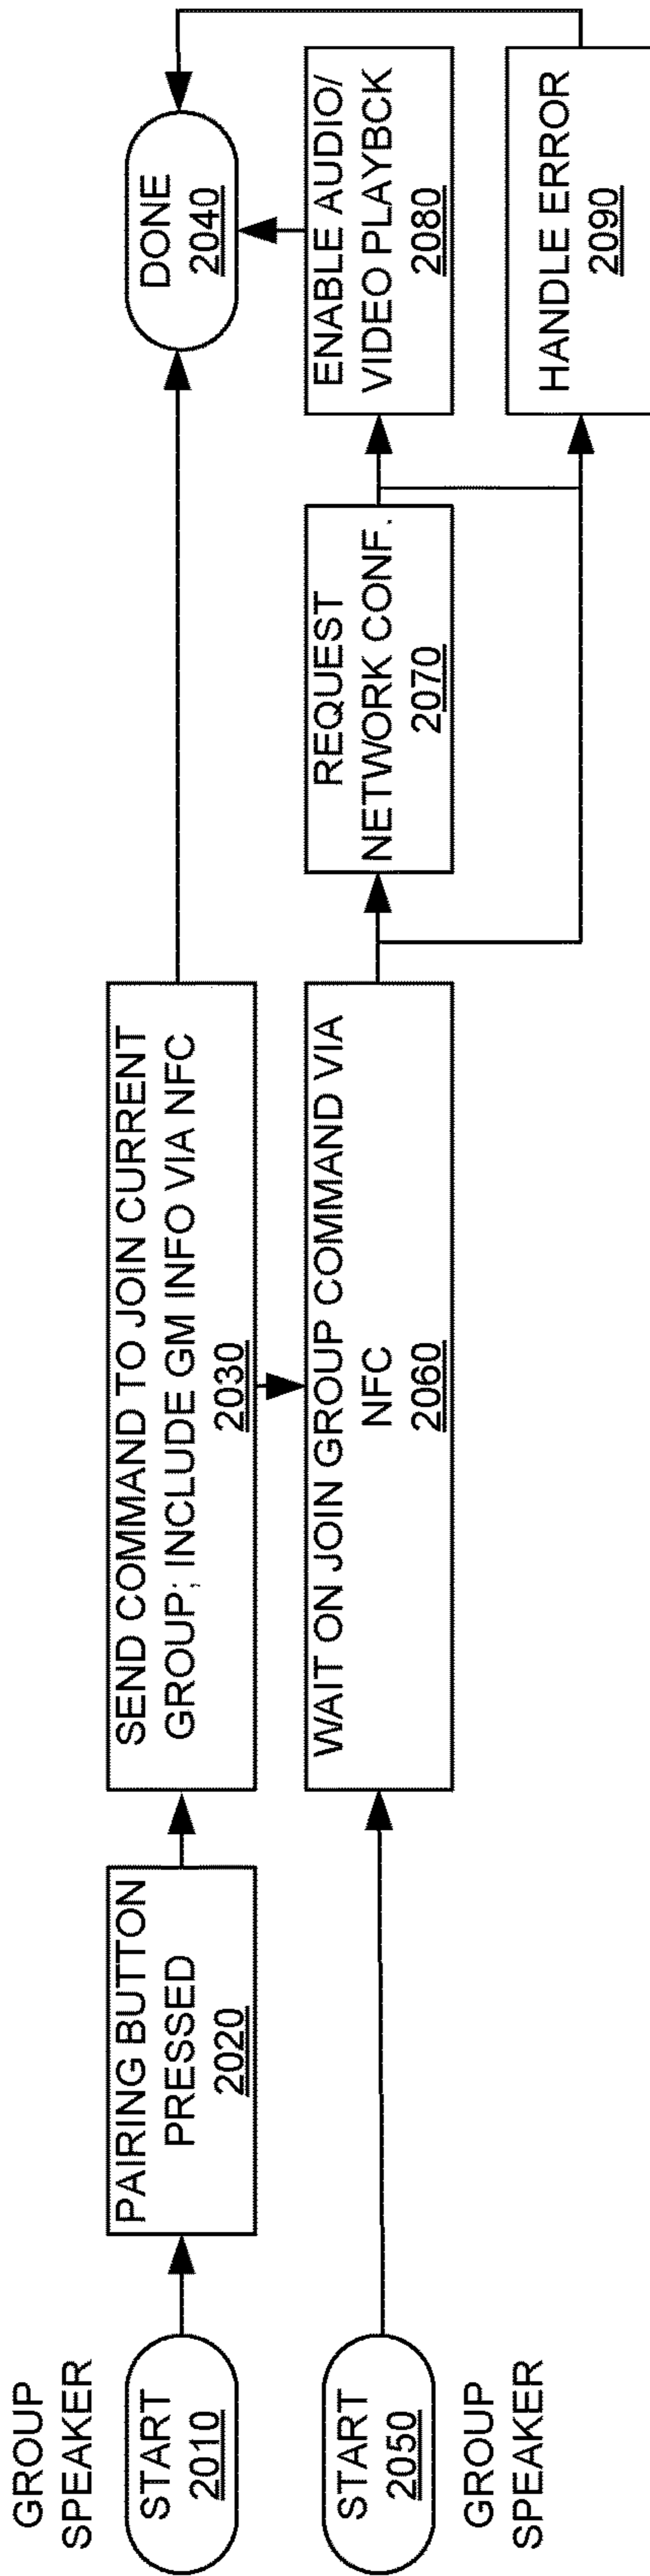 GROUP
SPEAKER
START
2010
PAIRING BUTTON
PRESSED
2020
SEND COMMAND TO JOIN CURRENT
GROUP; INCLUDE GM INFO VIA NFC
2030
DONE
2040
START
2050
GROUP
SPEAKER
WAIT ON JOIN GROUP COMMAND VIA
NFC
2060
REQUEST
NETWORK CONF.
2070
ENABLE AUDIO/
VIDEO PLAYBCK
2080
HANDLE ERROR
2090